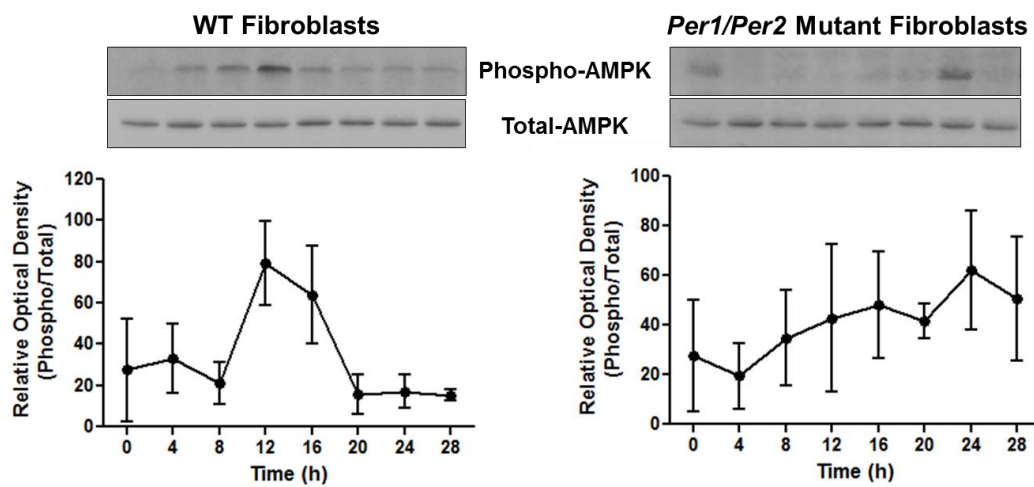 WT Fibroblasts
Per1/Per2 Mutant Fibroblasts
Phospho-AMPK
Total-AMPK
Relative Optical Density
(Phospho/Total)
120
100
80
60
40
20
0
0 4 8 12 16 20 24 28
Time (h)
Relative Optical Density
(Phospho/Total)
100
80
60
40
20
0
0 4 8 12 16 20 24 28
Time (h)